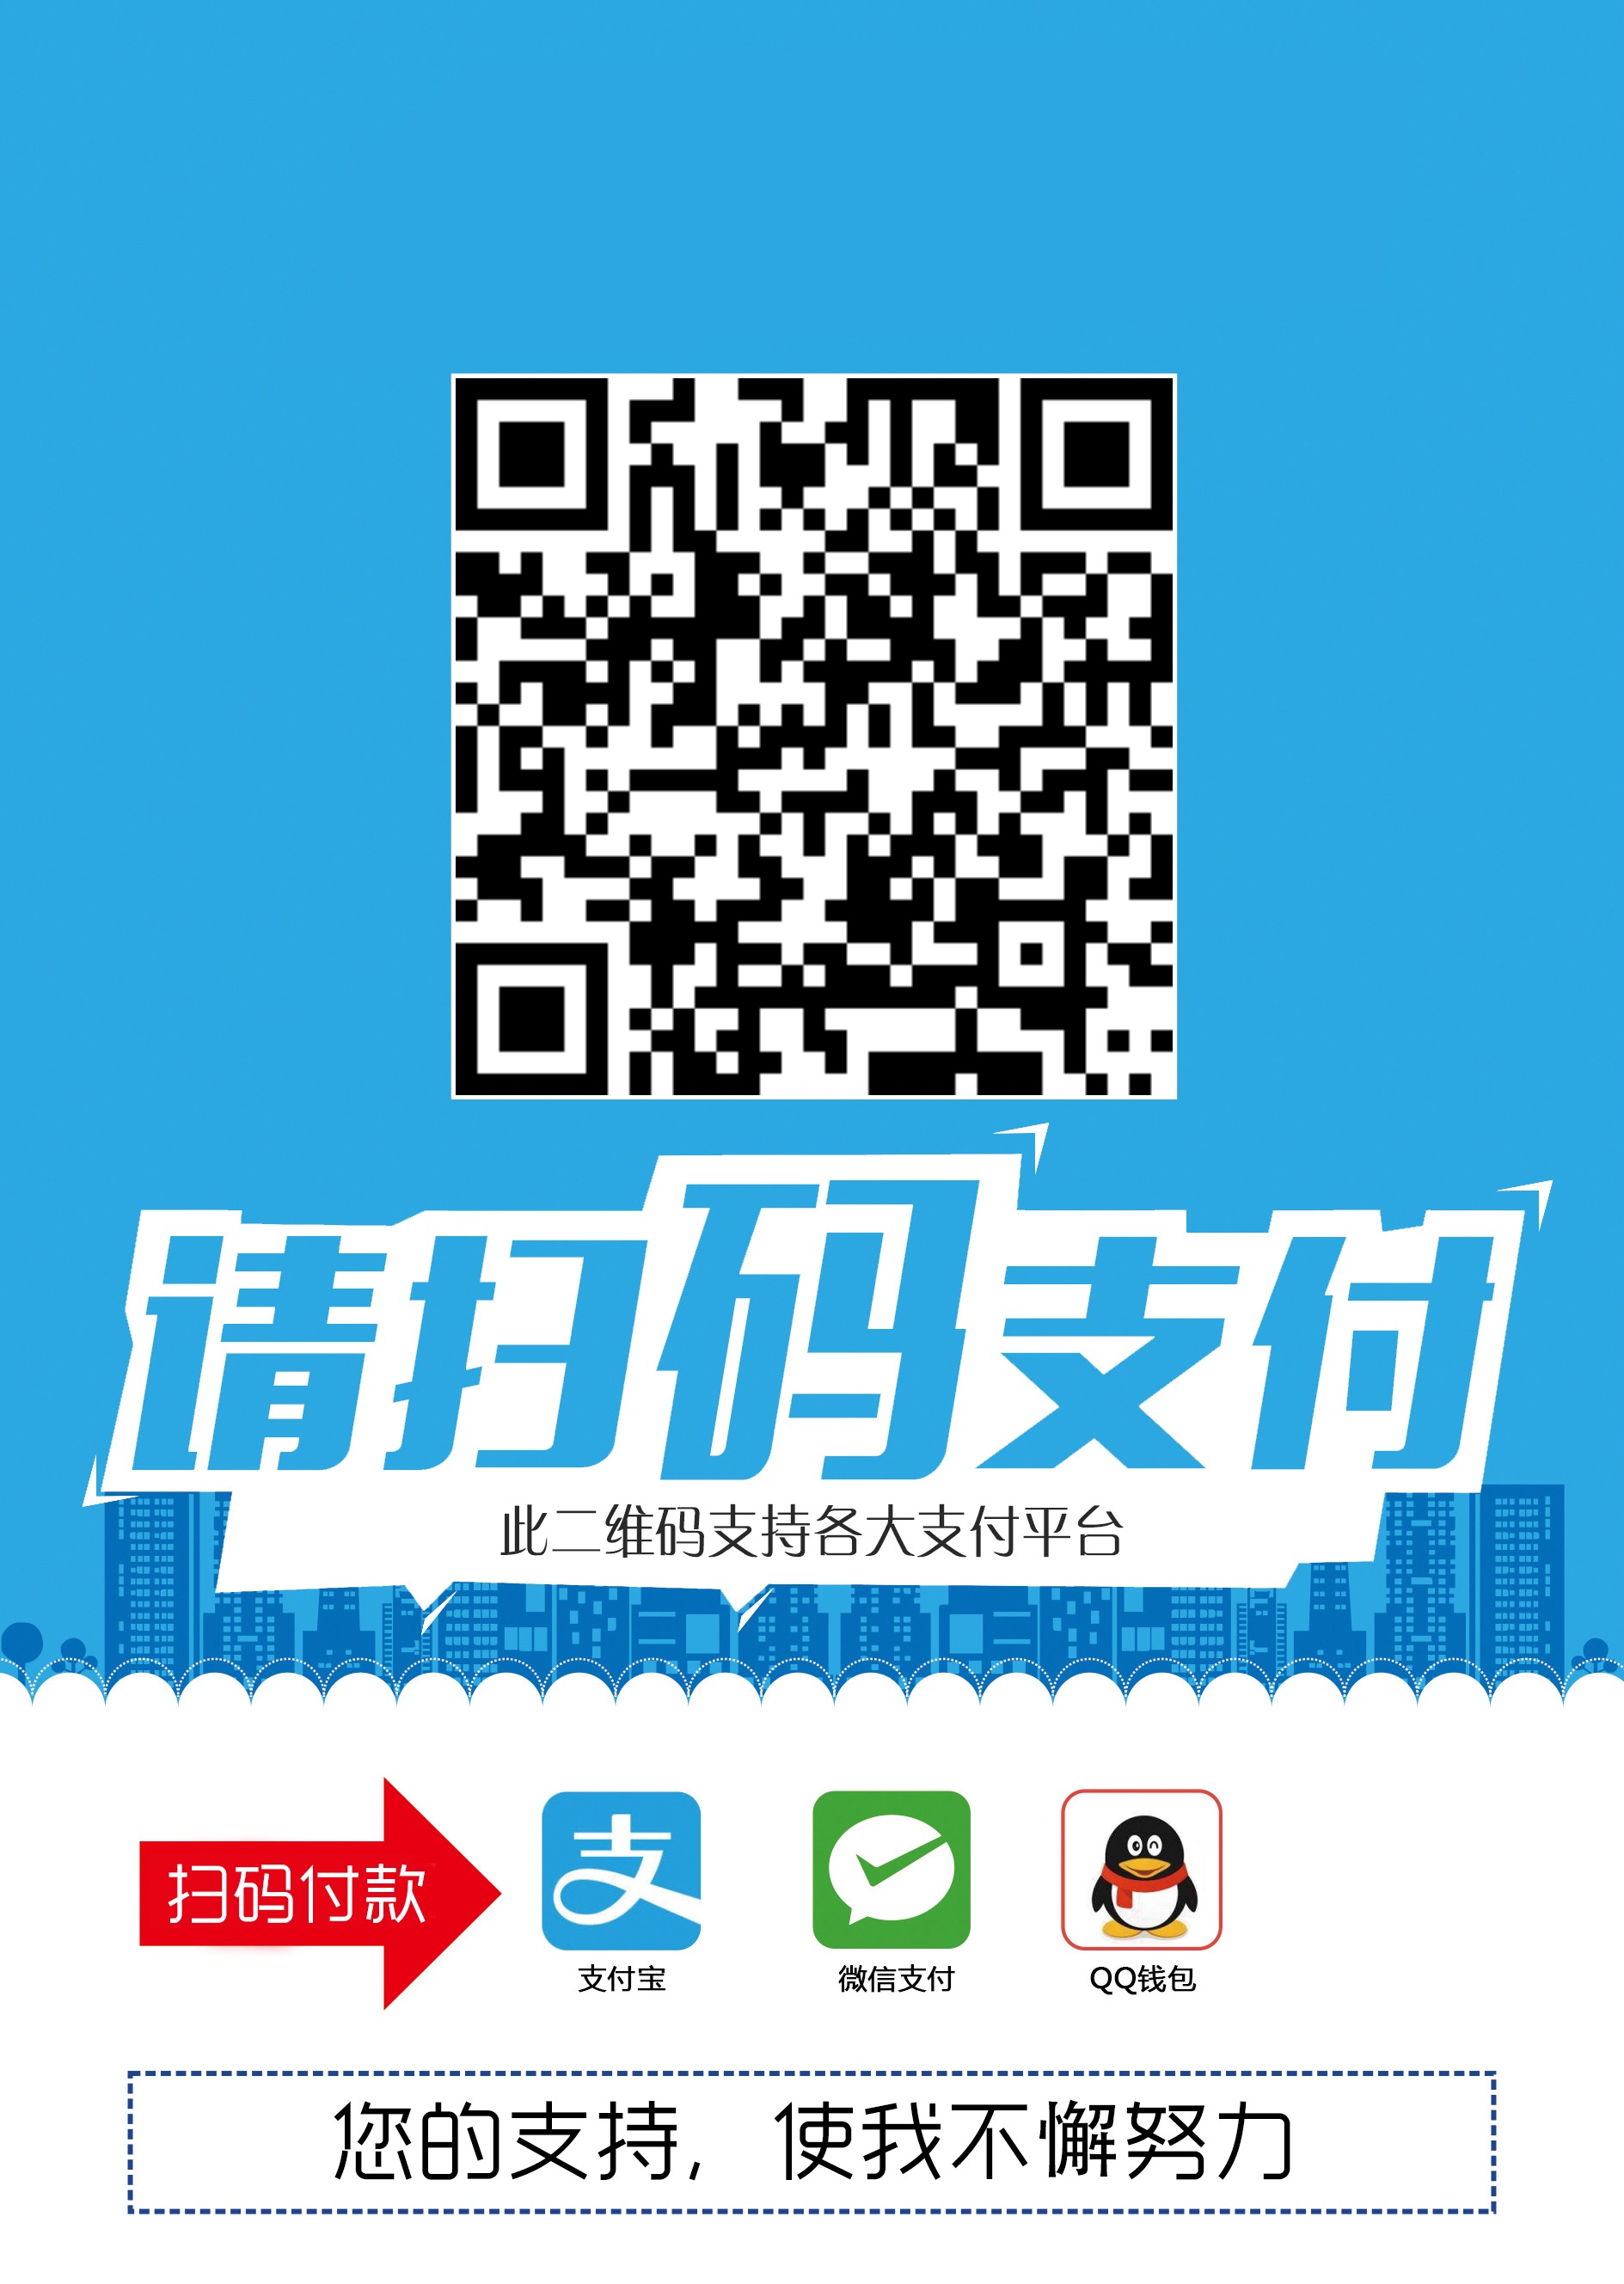 请扫码支付
此二维码支持各大支付平台
扫码付款
支
支付宝
微信支付
QQ钱包
您的支持，使我不懈努力